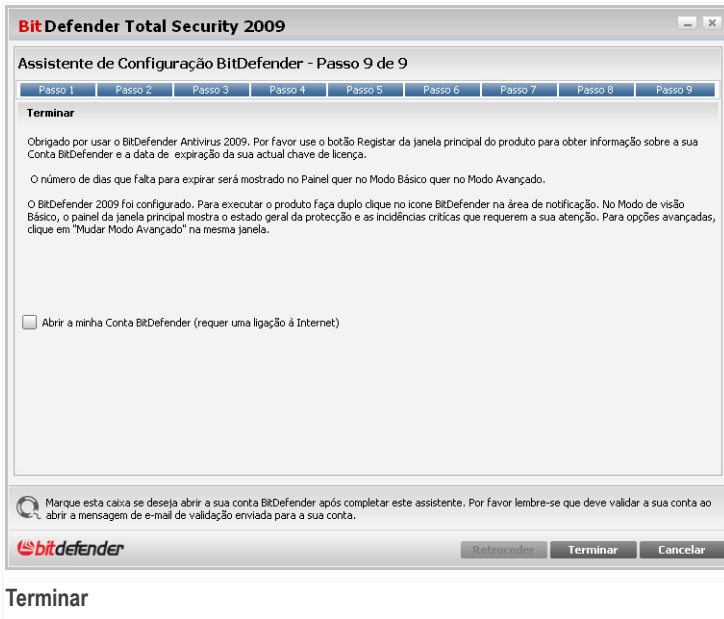 BitDefender Total Security 2009
Assistente de Configuração BitDefender - Passo 9 de 9
Passo 1 Passo 2 Passo 3 Passo 4 Passo 5 Passo 6 Passo 7 Passo 8 Passo 9
Terminar
Obrigado por usar o BitDefender Antivirus 2009. Por favor use o botão Registar da janela principal do produto para obter informação sobre a sua
Conta BitDefender e a data de expiração da sua actual chave de licença.
O número de dias que falta para expirar será mostrado no Painel quer no Modo Básico quer no Modo Avançado.
O BitDefender 2009 foi configurado. Para executar o produto faça duplo clique no icone BitDefender na àrea de notificação. No Modo de visão
Básico, o painel da janela principal mostra o estado geral da protecção e as incidências critícas que requerem a sua atenção. Para opções avançadas,
clique em "Mudar Modo Avançado" na mesma janela.
Abrir a minha Conta BitDefender (requer uma ligação à Internet)
Marque esta caixa se deseja abrir a sua conta BitDefender após completar este assistente. Por favor lembre-se que deve validar a sua conta ao
abrir a mensagem de e-mail de validação enviada para a sua conta.
bitdefender
Retroceder Terminar Cancelar
Terminar